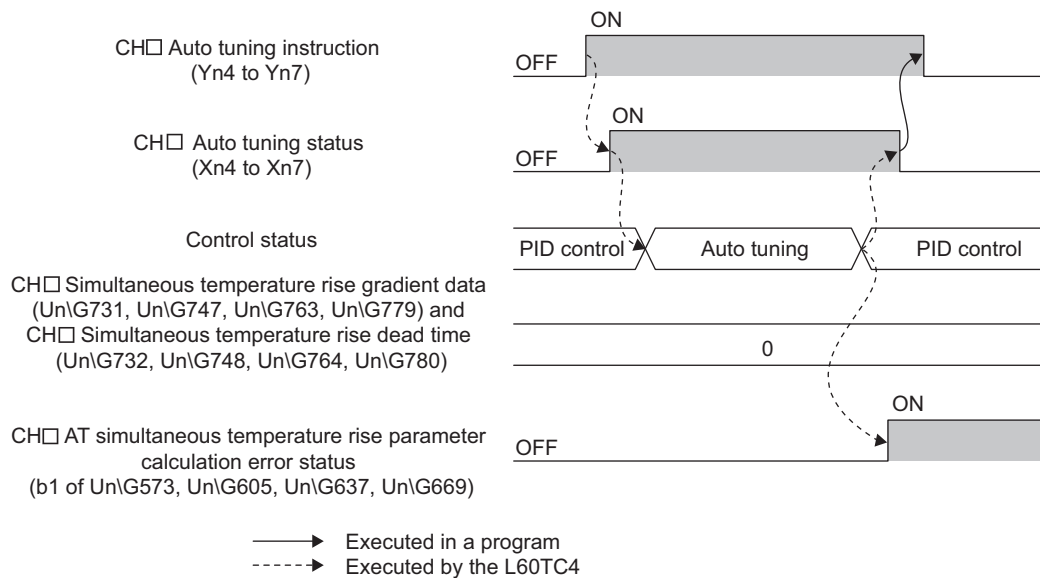 ON
CH□ Auto tuning instruction
(Yn4 to Yn7)
OFF
ON
CH□ Auto tuning status
(Xn4 to Xn7)
OFF
Control status
PID control
Auto tuning
PID control
CH□ Simultaneous temperature rise gradient data
(Un\G731, Un\G747, Un\G763, Un\G779) and
CH□ Simultaneous temperature rise dead time
(Un\G732, Un\G748, Un\G764, Un\G780)
0
ON
CH□ AT simultaneous temperature rise parameter
calculation error status
(b1 of Un\G573, Un\G605, Un\G637, Un\G669)
OFF
Executed in a program
Executed by the L60TC4